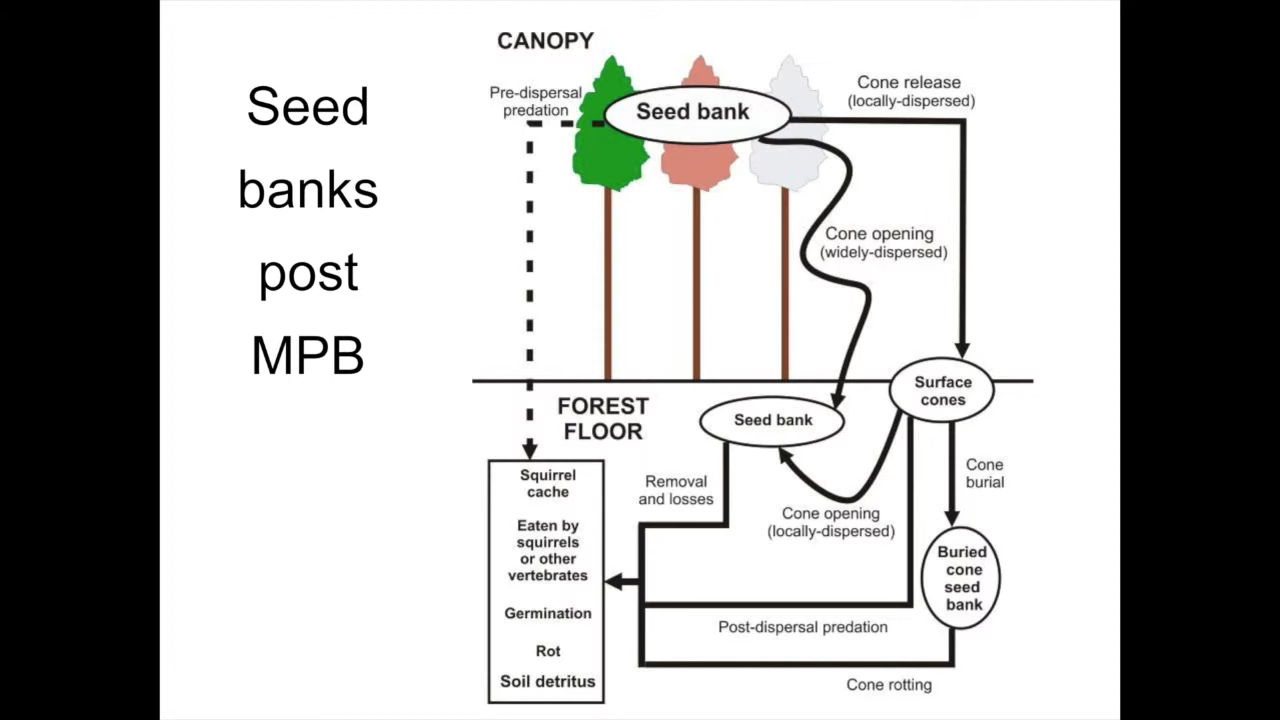 Seed
banks
post
MPB
CANOPY
Pre-dispersal
predation
Seed bank
Cone release
(locally-dispersed)
Cone opening
(widely-dispersed)
Surface
cones
FOREST
FLOOR
Seed bank
Removal
and losses
Cone opening
(locally-dispersed)
Cone
burial
Buried
cone
seed
bank
Squirrel
cache
Eaten by
squirrels
or other
vertebrates
Germination
Rot
Soil detritus
Post-dispersal predation
Cone rotting